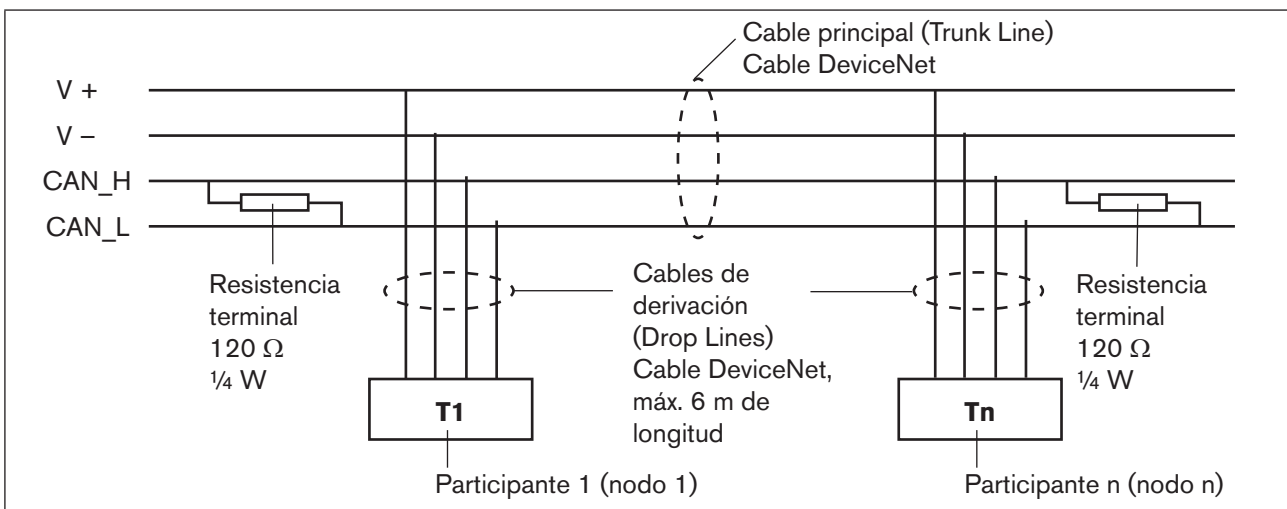 Cable principal (Trunk Line)
Cable DeviceNet
V +
V –
CAN_H
CAN_L
Resistencia
terminal
120 Ω
¼ W
Cables de
derivación
(Drop Lines)
Cable DeviceNet,
máx. 6 m de
longitud
Resistencia
terminal
120 Ω
¼ W
T1
Tn
Participante 1 (nodo 1)
Participante n (nodo n)